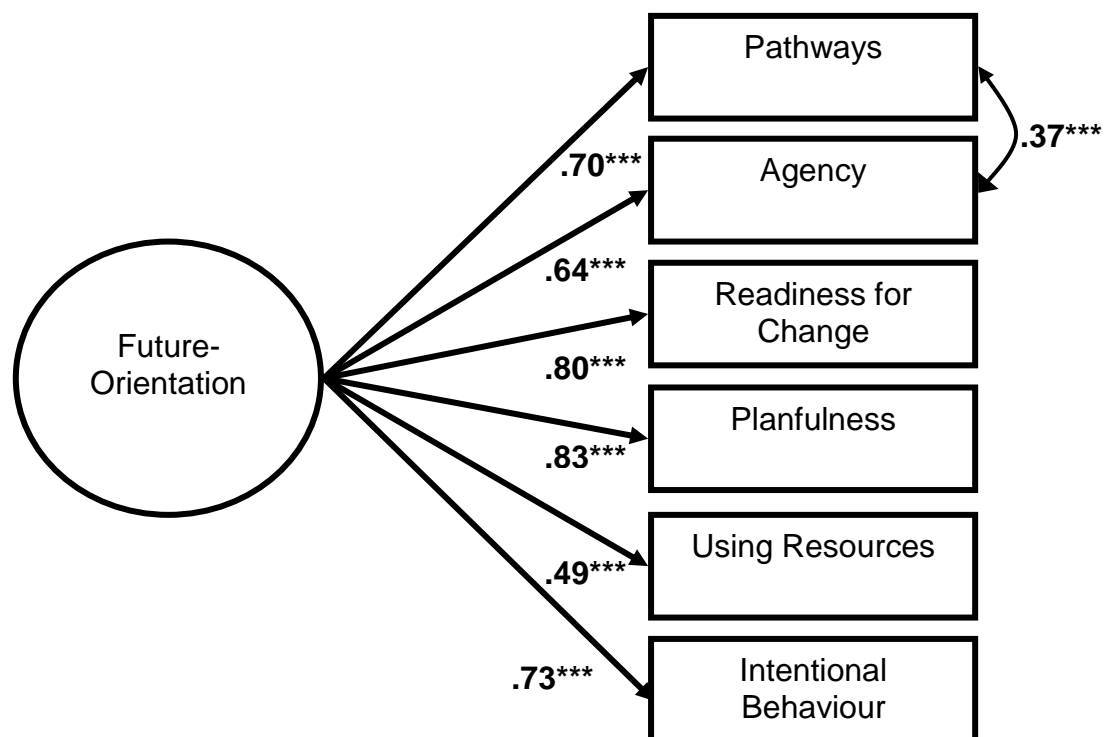 Pathways
.37***
.70***
Agency
.64***
Readiness for
Change
Future-
Orientation
.80***
Planfulness
.83***
Using Resources
.49***
.73***
Intentional
Behaviour